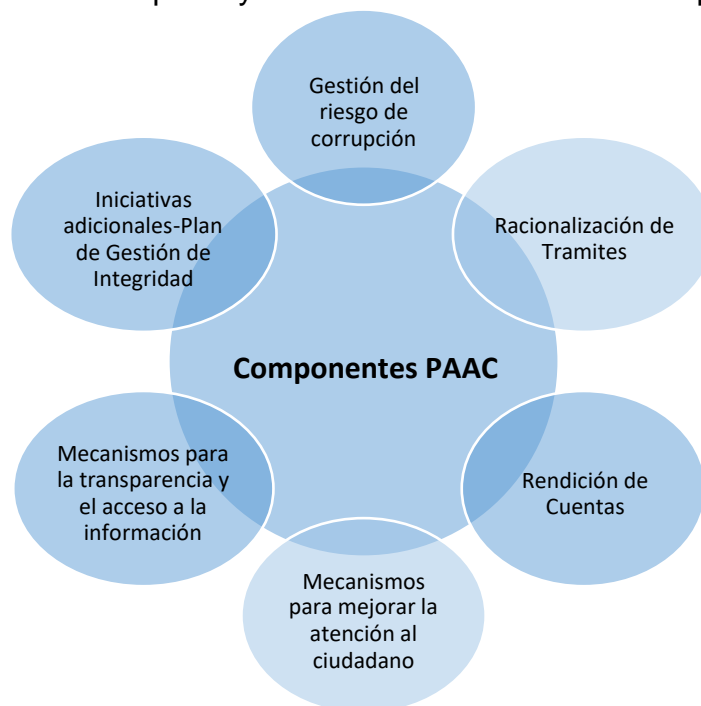 Gestión del
riesgo de
corrupción
Racionalización de
Tramites
Rendición de
Cuentas
Mecanismos
para mejorar la
atención al
ciudadano
Mecanismos para
la transparencia y
el acceso a la
información
Iniciativas
adicionales-Plan
de Gestión de
Integridad
Componentes PAAC